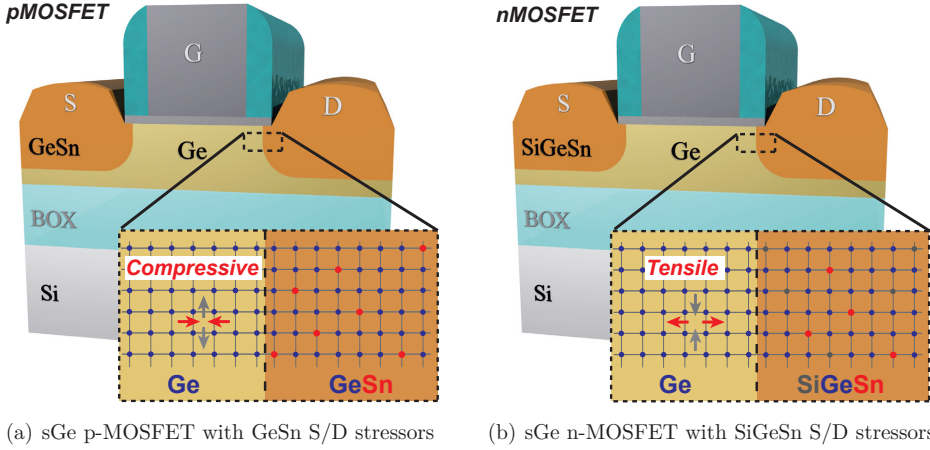 pMOSFET
G
S
D
GeSn
Ge
BOX
Si
Compressive
Ge
GeSn
(a) sGe p-MOSFET with GeSn S/D stressors
nMOSFET
G
S
D
SiGeSn
Ge
BOX
Si
Tensile
Ge
SiGeSn
(b) sGe n-MOSFET with SiGeSn S/D stressors